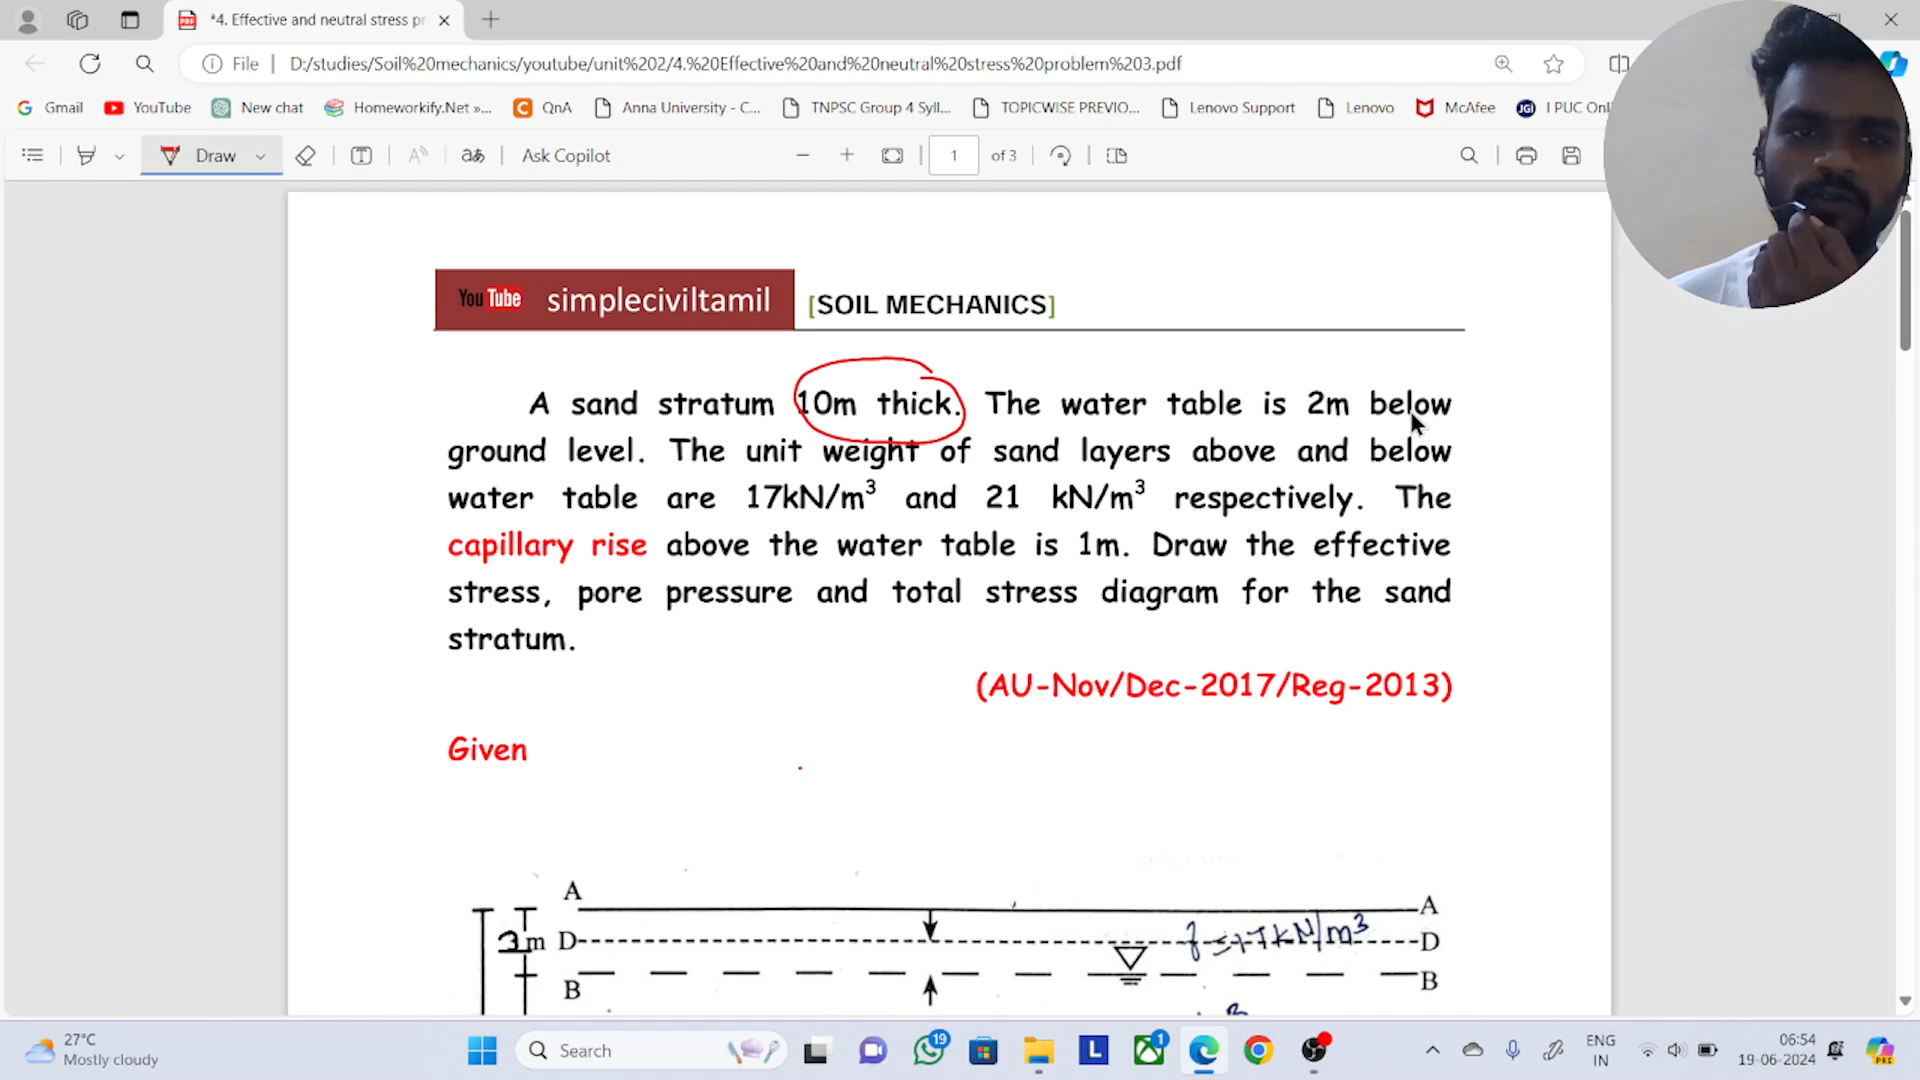 *4. Effective and neutral stress pr
File
D:/studies/Soil%20mechanics/youtube/unit%202/4.%20Effective%20and%20neutral%20stress%20problem%203.pdf
Gmail YouTube New chat Homeworkify.Net »... QnA Anna University - C... TNPSC Group 4 Syll... TOPICWISE PREVIO... Lenovo Support Lenovo McAfee I PUC Onl
Draw Ask Copilot 1 of 3
YouTube simpleciviltamil [SOIL MECHANICS]
A sand stratum 10m thick. The water table is 2m below
ground level. The unit weight of sand layers above and below
water table are 17kN/m³ and 21 kN/m³ respectively. The
capillary rise above the water table is 1m. Draw the effective
stress, pore pressure and total stress diagram for the sand
stratum.
(AU-Nov/Dec-2017/Reg-2013)
Given
A A
m D D
B B
27°C
Mostly cloudy
Search
19
1
ENG
IN
06:54
19-06-2024